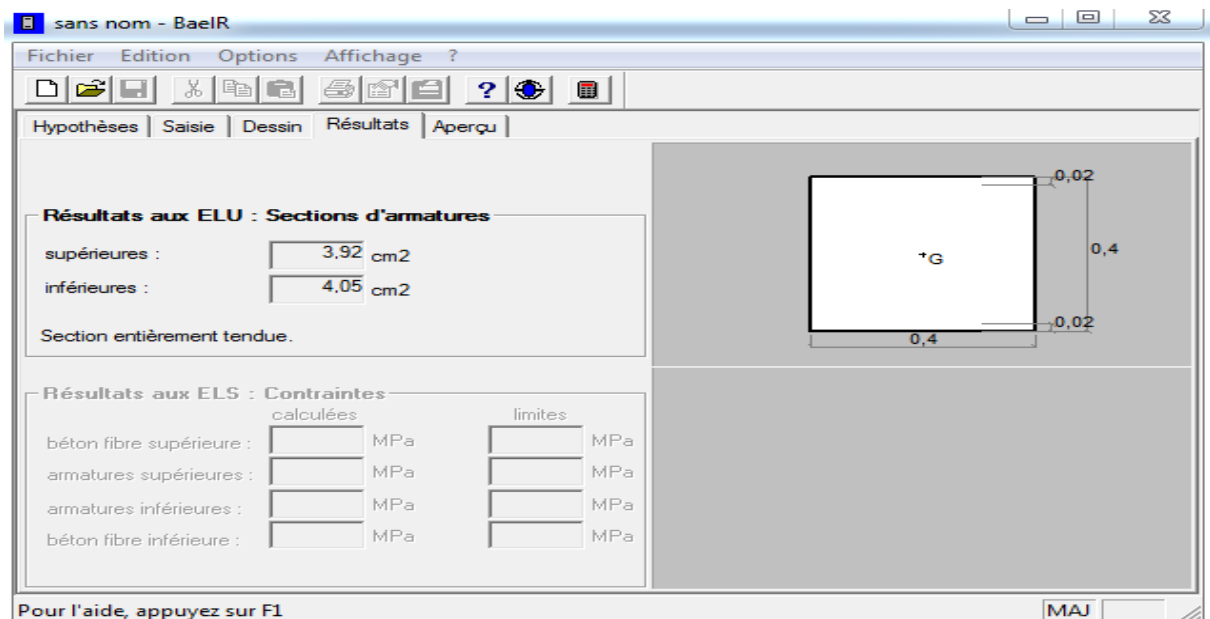 sans nom - BaelR
Fichier Edition Options Affichage ?
Hypothèses Saisie Dessin Résultats Aperçu
Résultats aux ELU : Sections d'armatures
supérieures : 3,92 cm2
inférieures : 4,05 cm2
Section entièrement tendue.
0,02
G
0,4
0,02
0,4
Résultats aux ELS : Contraintes
calculées limites
béton fibre supérieure : MPa MPa
armatures supérieures : MPa MPa
armatures inférieures : MPa MPa
béton fibre inférieure : MPa MPa
Pour l'aide, appuyez sur F1 MAJ